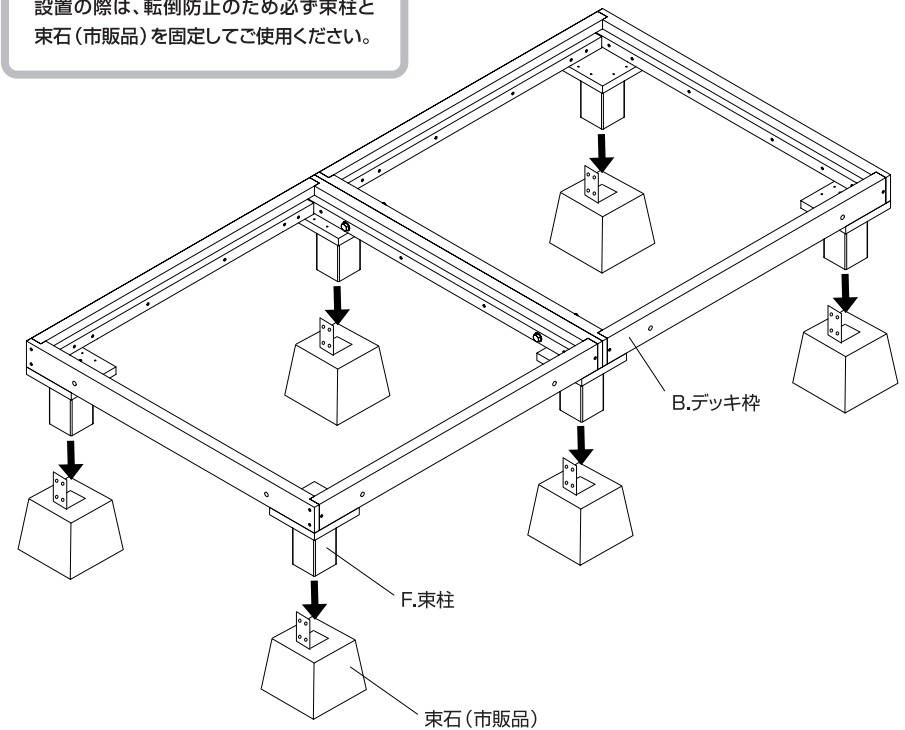 設置の際は、転倒防止のため必ず束柱と
束石(市販品)を固定してご使用ください。
B.デッキ枠
F.束柱
束石(市販品)